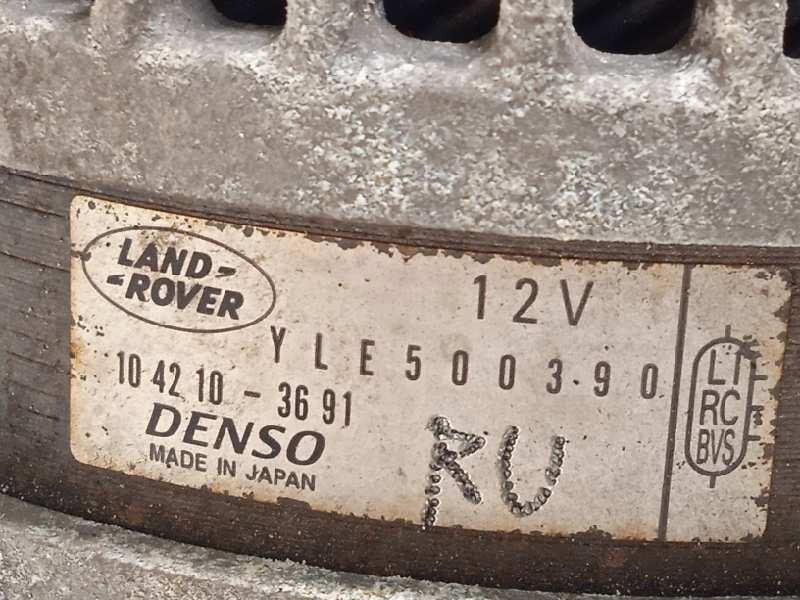 LAND-
-ROVER
12V
YLE500390
104210-3691
DENSO
MADE IN JAPAN
RU
LI
RC
BVS